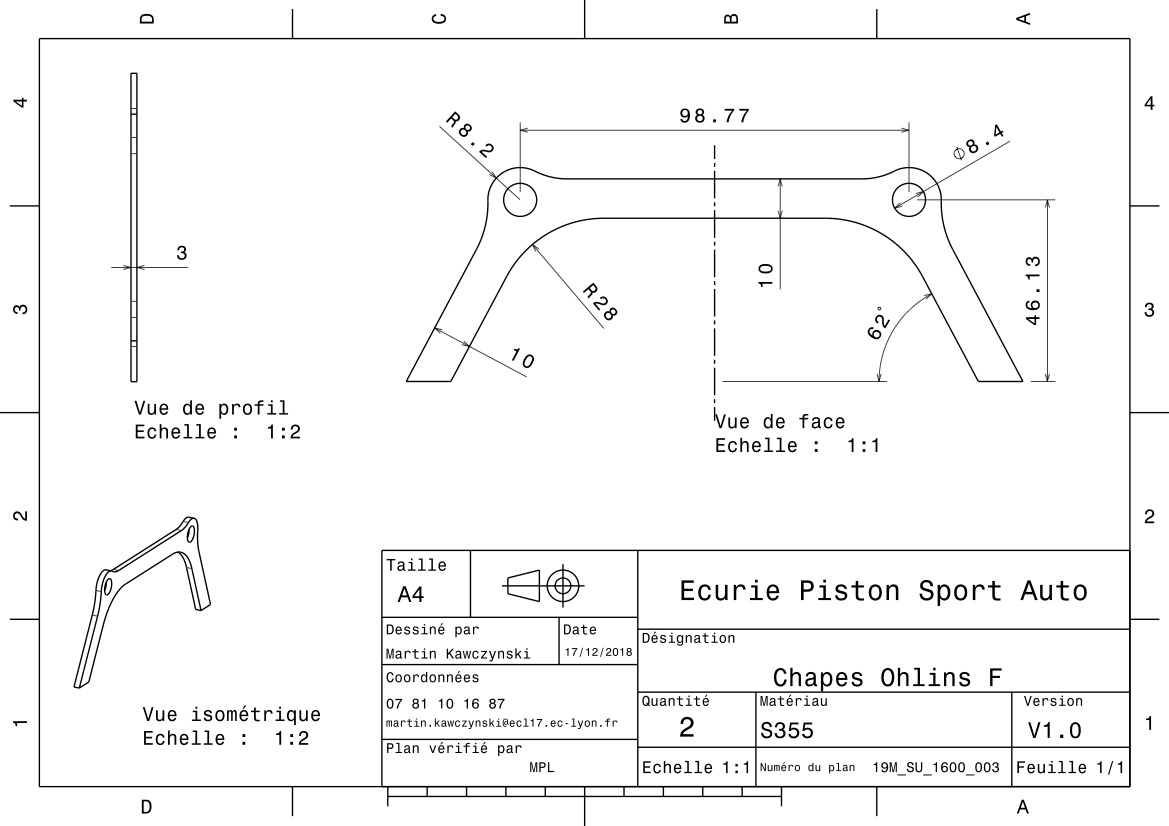 D C B A
4
4
98.77
R8.2
Ø8.4
3
10
46.13
R28
62°
10
3
3
Vue de profil
Echelle : 1:2
Vue de face
Echelle : 1:1
2
2
Vue isométrique
Echelle : 1:2
1
1
Taille
A4
Ecurie Piston Sport Auto
Dessiné par
Martin Kawczynski
Date
17/12/2018
Désignation
Chapes Ohlins F
Coordonnées
07 81 10 16 87
martin.kawczynski@ecl17.ec-lyon.fr
Quantité
2
Matériau
S355
Version
V1.0
Plan vérifié par
MPL
Echelle 1:1
Numéro du plan 19M_SU_1600_003
Feuille 1/1
D A